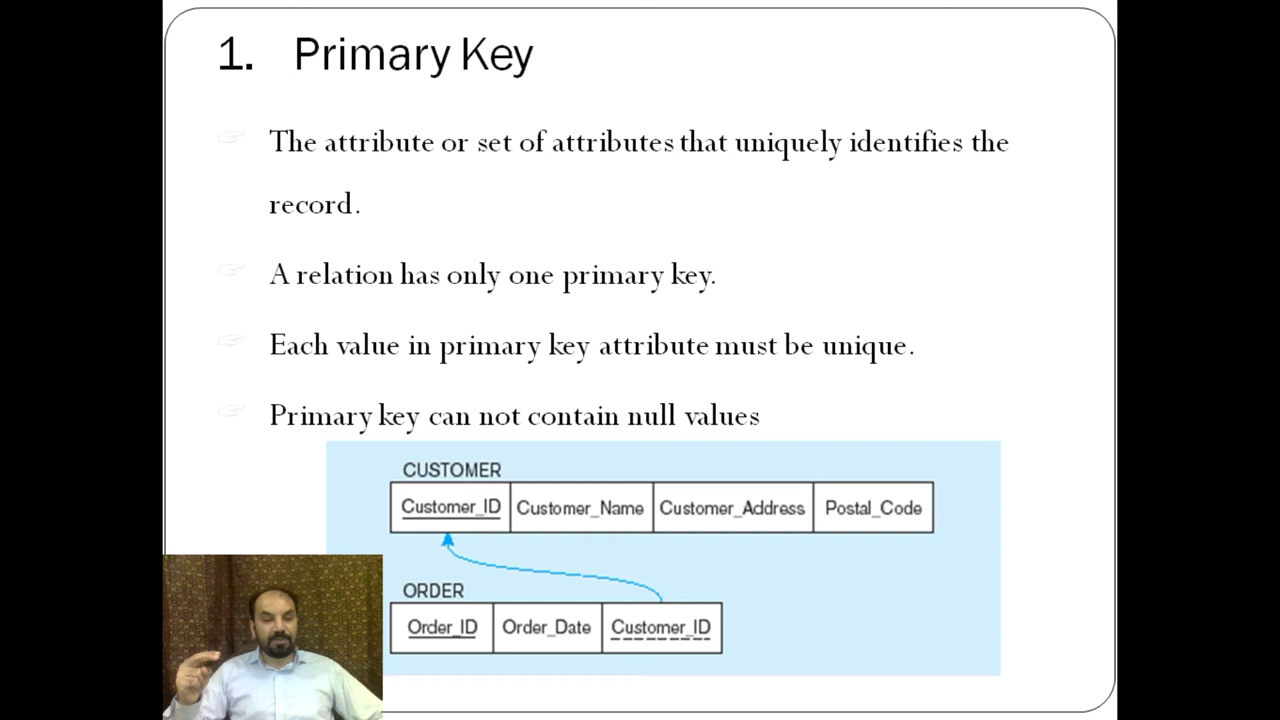 1. Primary Key
The attribute or set of attributes that uniquely identifies the
record.
A relation has only one primary key.
Each value in primary key attribute must be unique.
Primary key can not contain null values
CUSTOMER
Customer_ID Customer_Name Customer_Address Postal_Code
ORDER
Order_ID Order_Date Customer_ID